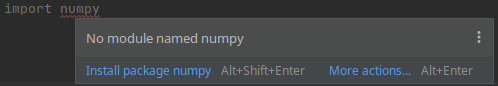 import numpy
No module named numpy
Install package numpy Alt+Shift+Enter More actions... Alt+Enter